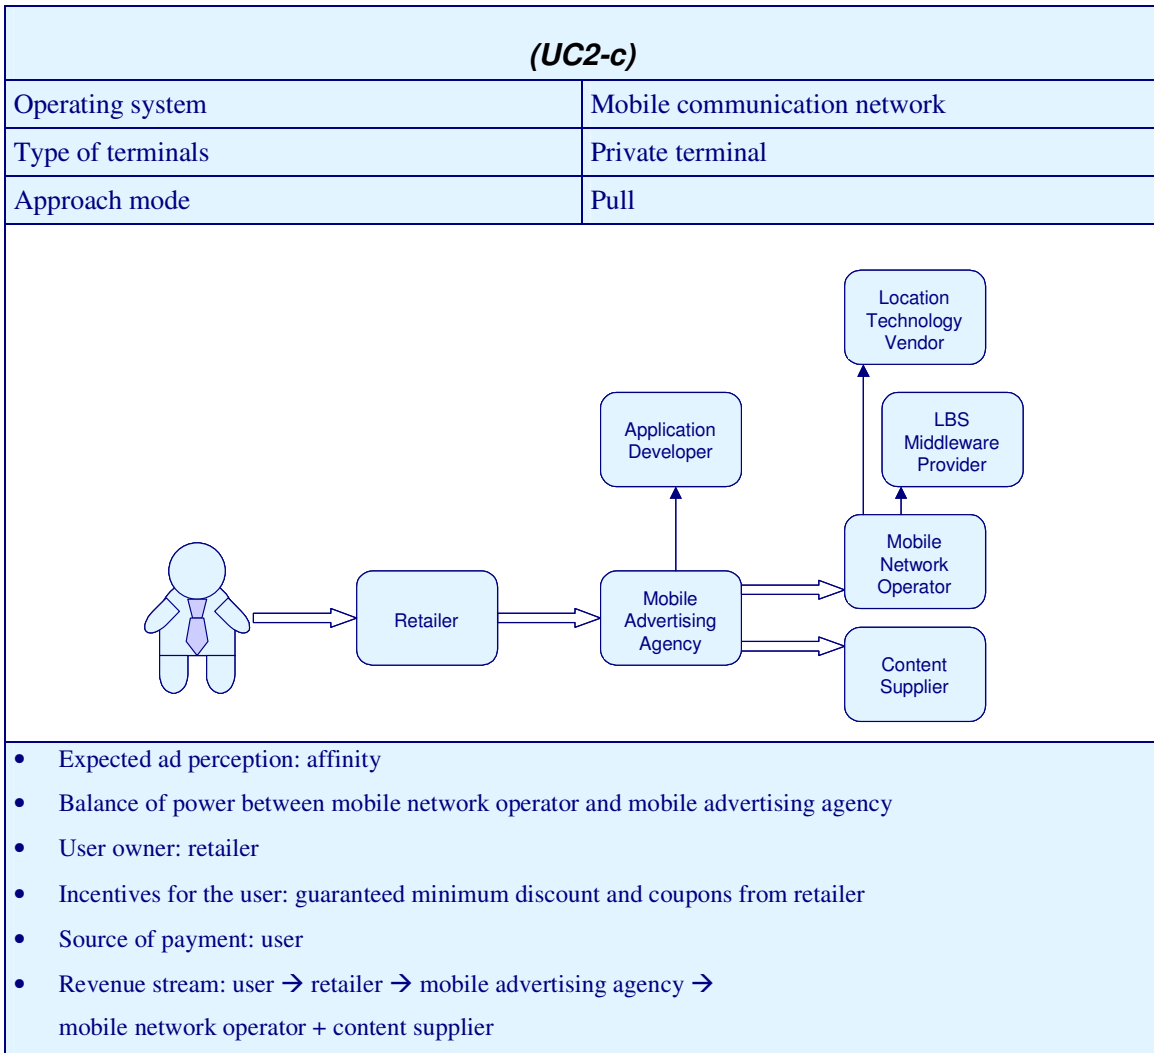 (UC2-c)
Operating system Mobile communication network
Type of terminals Private terminal
Approach mode Pull
Location
Technology
Vendor
Application
Developer
LBS
Middleware
Provider
Mobile
Network
Operator
Retailer
Mobile
Advertising
Agency
Content
Supplier
• Expected ad perception: affinity
• Balance of power between mobile network operator and mobile advertising agency
• User owner: retailer
• Incentives for the user: guaranteed minimum discount and coupons from retailer
• Source of payment: user
• Revenue stream: user → retailer → mobile advertising agency →
mobile network operator + content supplier